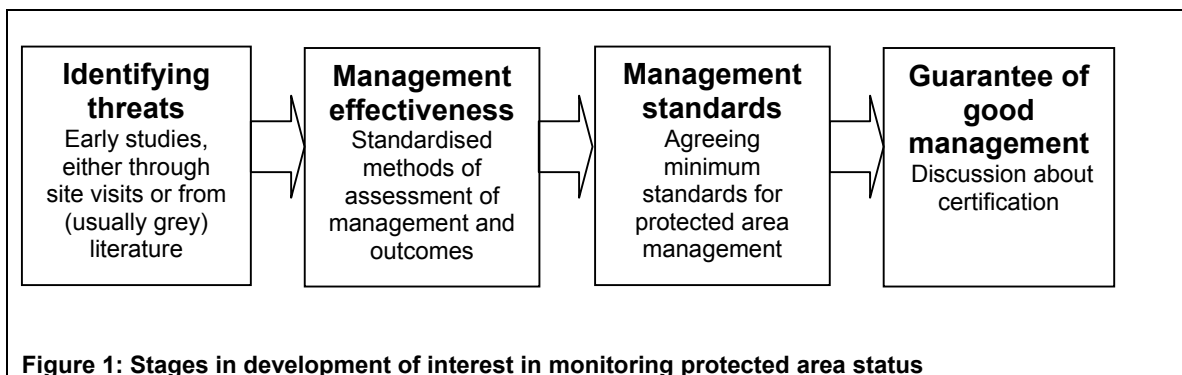 Identifying
threats
Early studies,
either through
site visits or from
(usually grey)
literature
Management
effectiveness
Standardised
methods of
assessment of
management and
outcomes
Management
standards
Agreeing
minimum
standards for
protected area
management
Guarantee of
good
management
Discussion about
certification
Figure 1: Stages in development of interest in monitoring protected area status